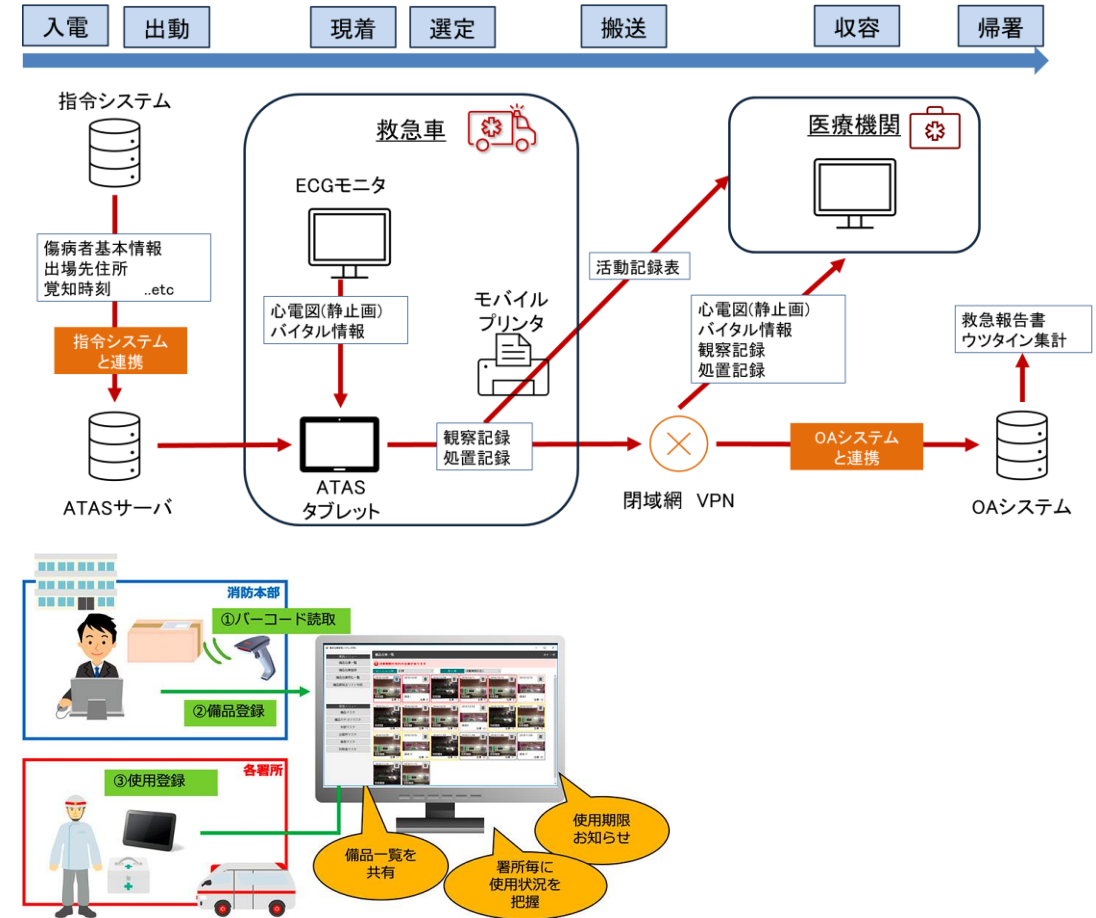 入電
出動
現着
選定
搬送
収容
帰署
指令システム
傷病者基本情報
出場先住所
覚知時刻 ..etc
指令システム
と連携
ATASサーバ
救急車
ECGモニタ
心電図(静止画)
バイタル情報
モバイル
プリンタ
ATAS
タブレット
観察記録
処置記録
活動記録表
医療機関
心電図(静止画)
バイタル情報
観察記録
処置記録
閉域網 VPN
OAシステム
と連携
救急報告書
ウツタイン集計
OAシステム
消防本部
①バーコード読取
②備品登録
各署所
③使用登録
備品一覧を
共有
署所毎に
使用状況を
把握
使用期限
お知らせ